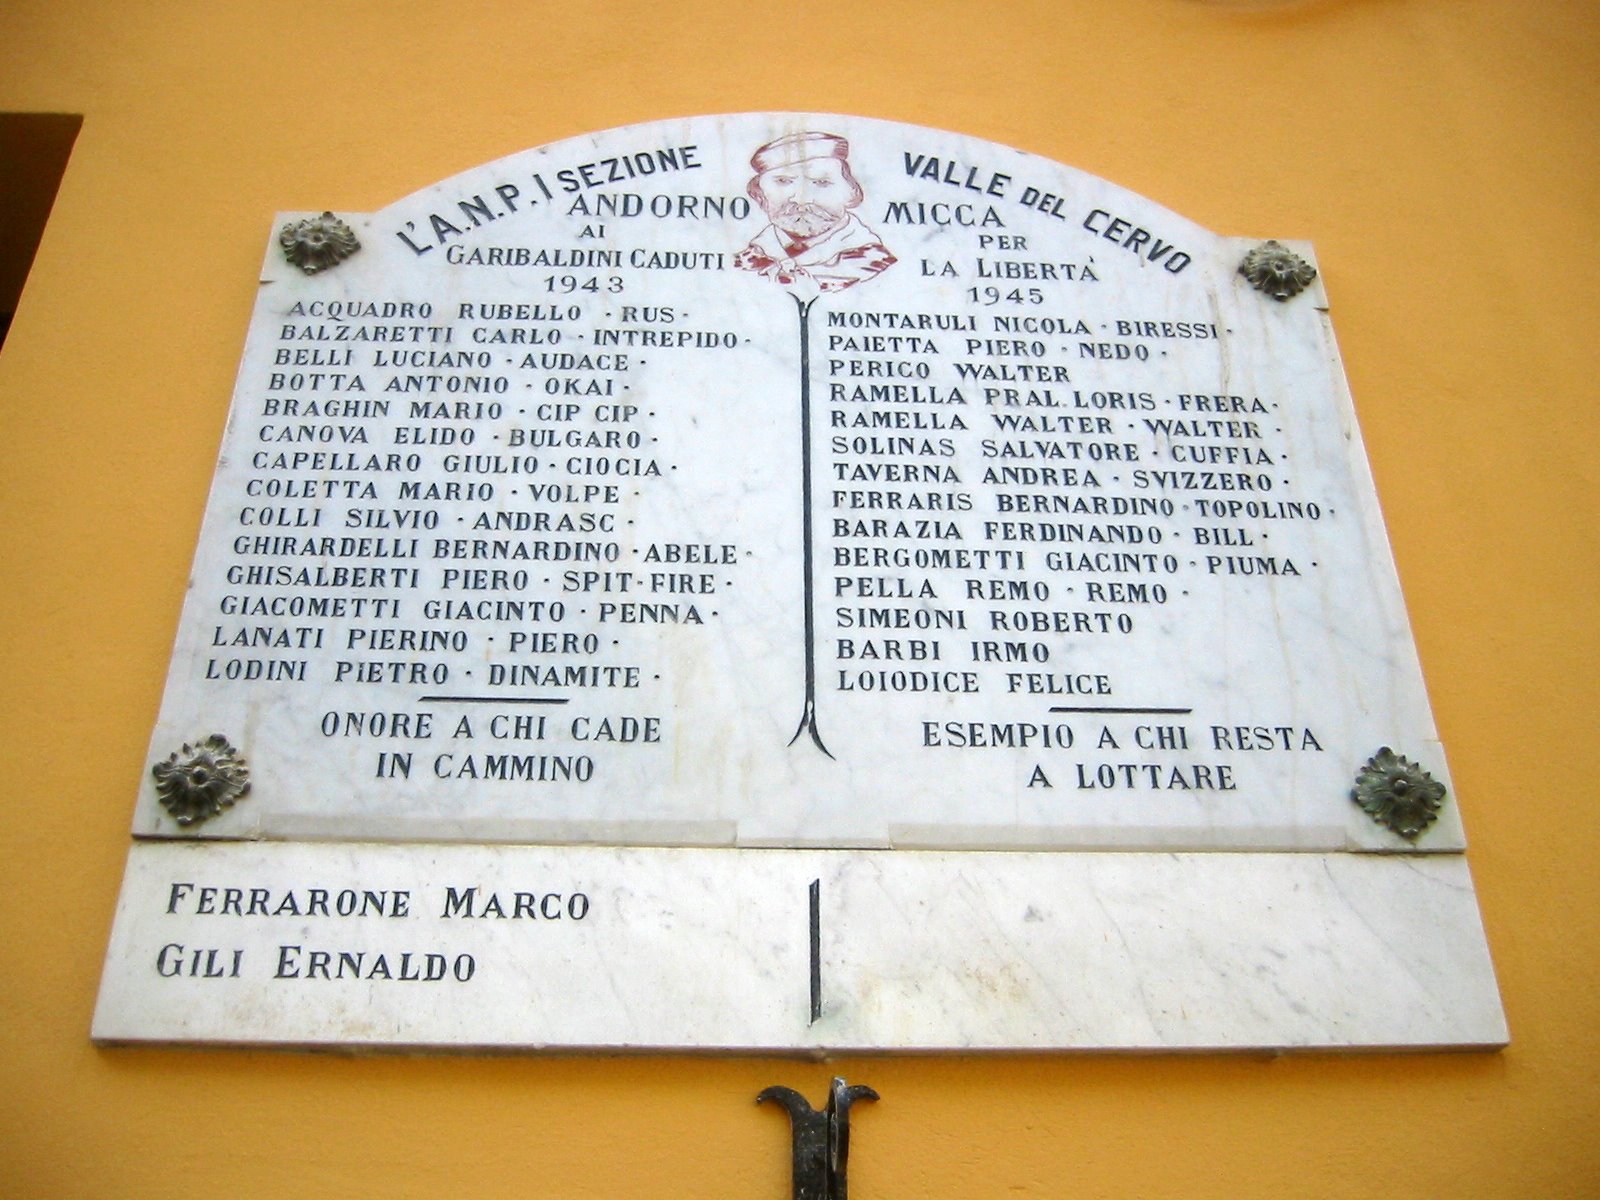 L'A.N.P.I SEZIONE VALLE DEL CERVO
ANDORNO MICCA
AI PER
GARIBALDINI CADUTI LA LIBERTÀ
1943 1945
ACQUADRO RUBELLO · RUS ·
BALZARETTI CARLO · INTREPIDO ·
BELLI LUCIANO · AUDACE ·
BOTTA ANTONIO · OKAI ·
BRAGHIN MARIO · CIP CIP ·
CANOVA ELIDO · BULGARO ·
CAPELLARO GIULIO · CIOCIA ·
COLETTA MARIO · VOLPE ·
COLLI SILVIO · ANDRASC ·
GHIRARDELLI BERNARDINO · ABELE ·
GHISALBERTI PIERO · SPIT·FIRE ·
GIACOMETTI GIACINTO · PENNA ·
LANATI PIERINO · PIERO ·
LODINI PIETRO · DINAMITE ·
ONORE A CHI CADE
IN CAMMINO
MONTARULI NICOLA · BIRESSI ·
PAIETTA PIERO · NEDO ·
PERICO WALTER
RAMELLA PRAL. LORIS · FRERA ·
RAMELLA WALTER · WALTER ·
SOLINAS SALVATORE · CUFFIA ·
TAVERNA ANDREA · SVIZZERO ·
FERRARIS BERNARDINO · TOPOLINO ·
BARAZIA FERDINANDO · BILL ·
BERGOMETTI GIACINTO · PIUMA ·
PELLA REMO · REMO ·
SIMEONI ROBERTO
BARBI IRMO
LOIODICE FELICE
ESEMPIO A CHI RESTA
A LOTTARE
FERRARONE MARCO
GILI ERNALDO